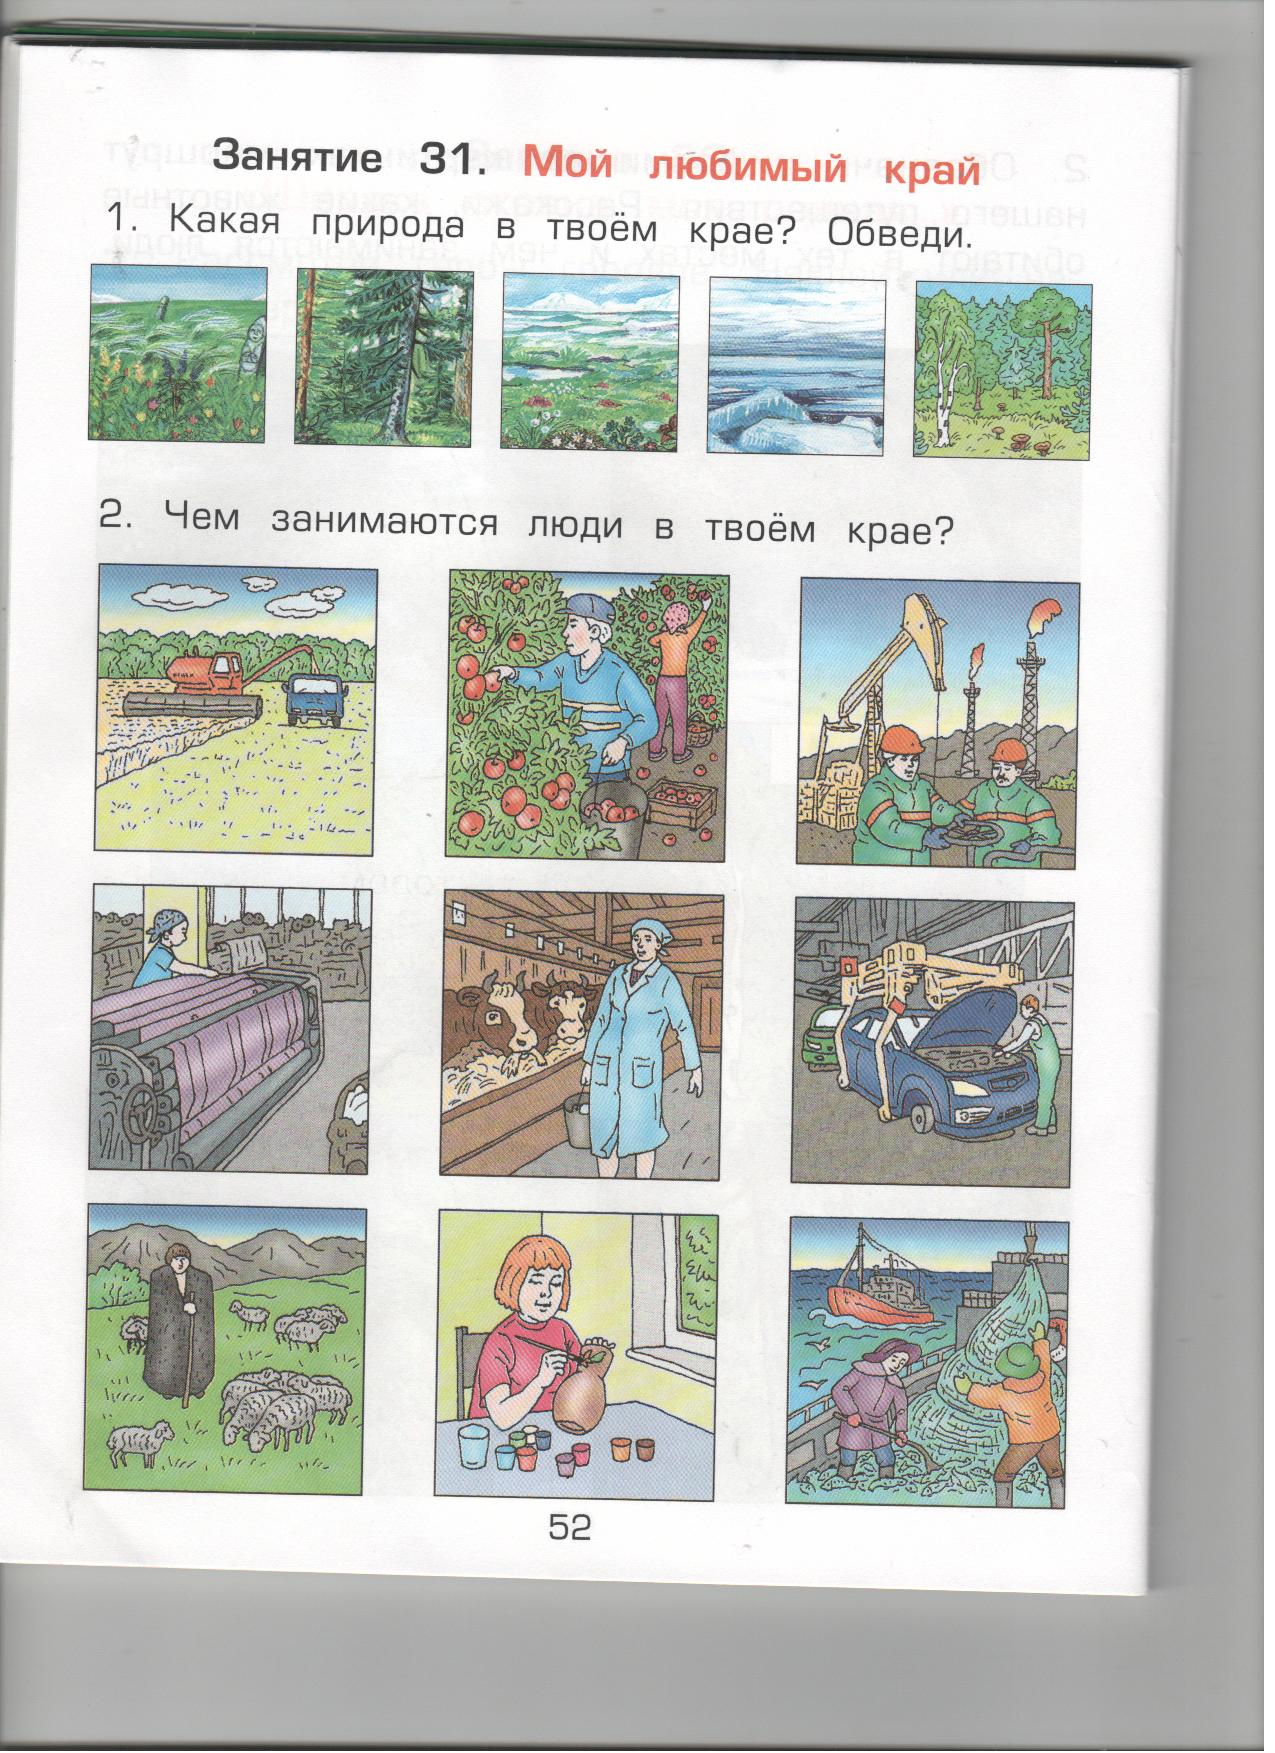 Занятие 31. Мой любимый край
1. Какая природа в твоём крае? Обведи.
2. Чем занимаются люди в твоём крае?
52